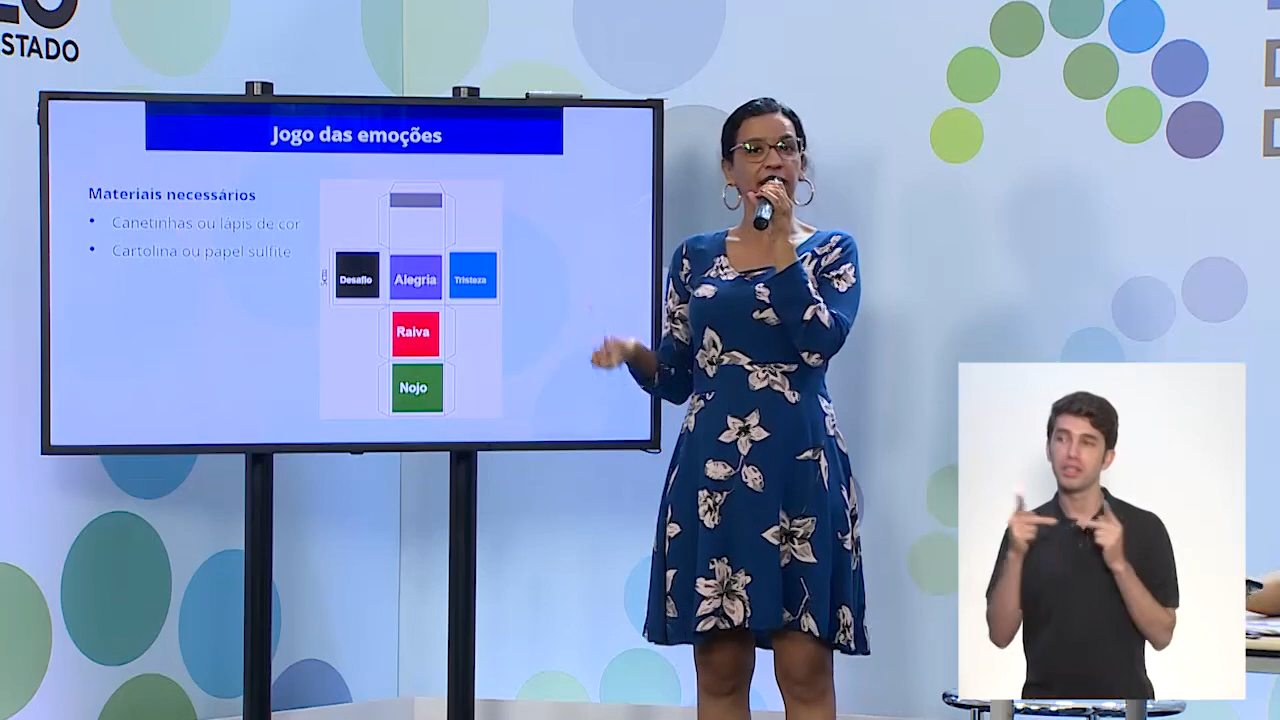 STADO
Jogo das emoções
Materiais necessários
• Canetinhas ou lápis de cor
• Cartolina ou papel sulfite
Desafio
Alegria
Tristeza
Raiva
Nojo